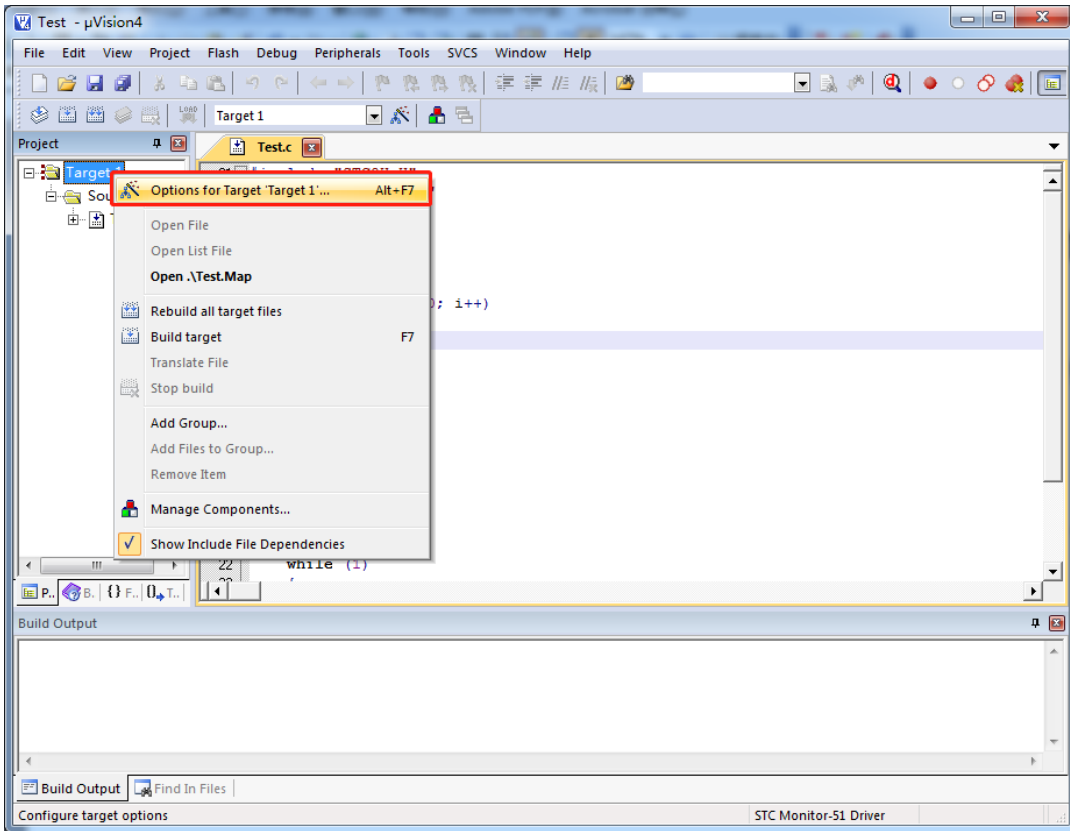 Test - µVision4
File Edit View Project Flash Debug Peripherals Tools SVCS Window Help
LOAD Target 1
Project
Test.c
Target
Options for Target 'Target 1'... Alt+F7
Sou
Open File
Open List File
Open .\Test.Map
; i++)
Rebuild all target files
Build target F7
Translate File
Stop build
Add Group...
Add Files to Group...
Remove Item
Manage Components...
Show Include File Dependencies
22 while (1)
P.. B. {} F.. 0 T..
Build Output
Build Output Find In Files
Configure target options STC Monitor-51 Driver